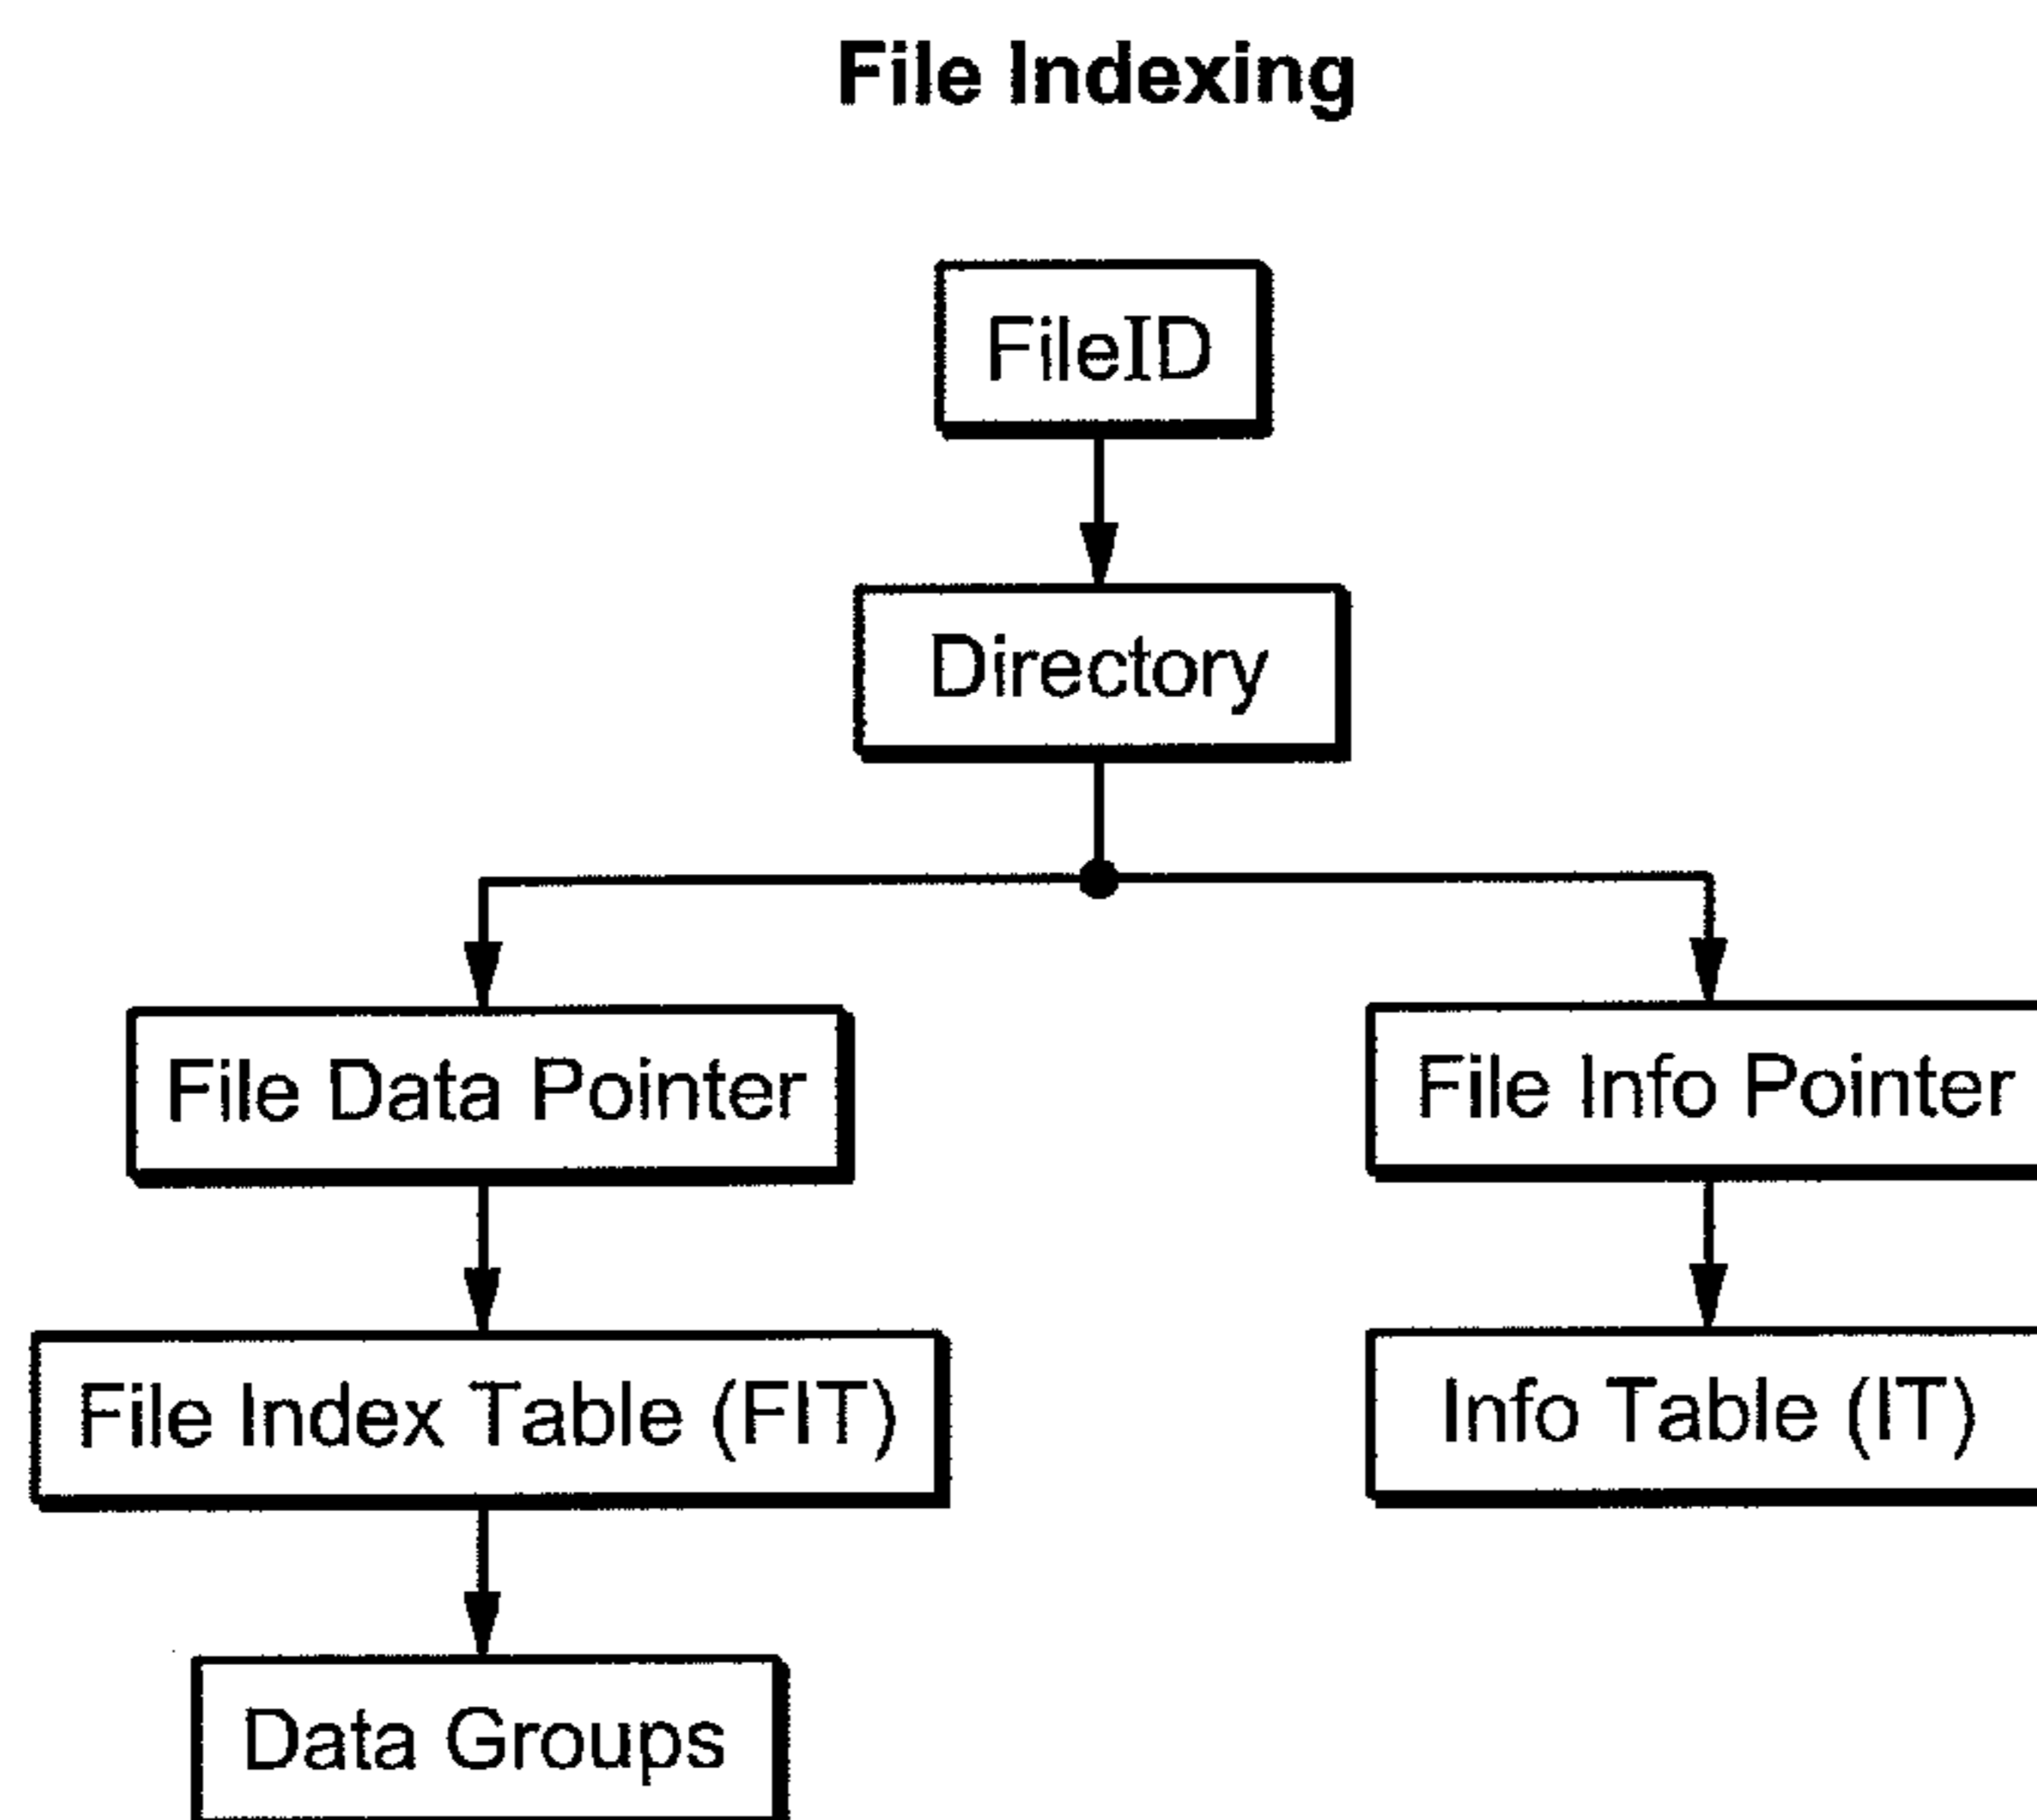 File Indexing
FileID
Directory
File Data Pointer
File Info Pointer
File Index Table (FIT)
Info Table (IT)
Data Groups